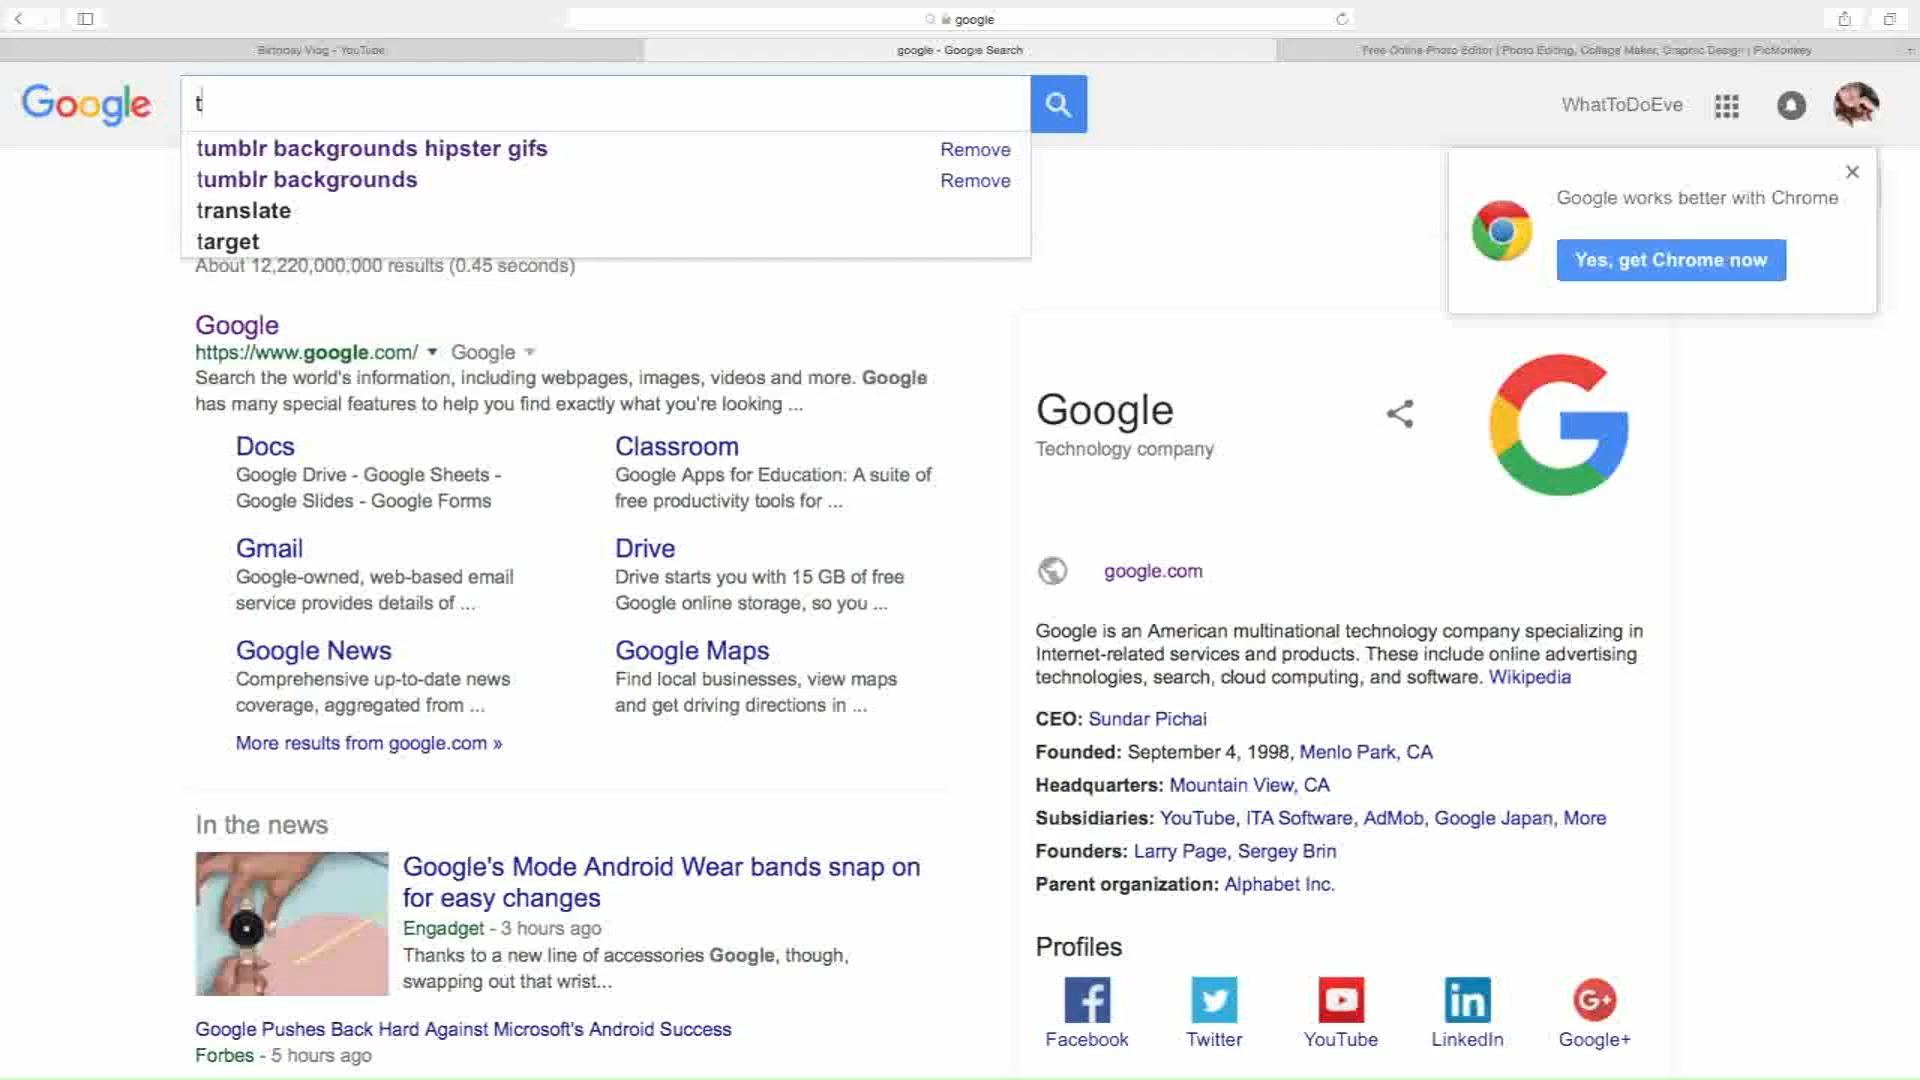 google
Birthday Vlog - YouTube
google - Google Search
Free Online Photo Editor | Photo Editing, Collage Maker, Graphic Design | PicMonkey
Google
t
WhatToDoEve
tumblr backgrounds hipster gifs Remove
tumblr backgrounds Remove
translate
target
Google works better with Chrome
Yes, get Chrome now
About 12,220,000,000 results (0.45 seconds)
Google
https://www.google.com/ Google
Search the world's information, including webpages, images, videos and more. Google
has many special features to help you find exactly what you're looking ...
Docs
Google Drive - Google Sheets -
Google Slides - Google Forms
Classroom
Google Apps for Education: A suite of
free productivity tools for ...
Gmail
Google-owned, web-based email
service provides details of ...
Drive
Drive starts you with 15 GB of free
Google online storage, so you ...
Google News
Comprehensive up-to-date news
coverage, aggregated from ...
Google Maps
Find local businesses, view maps
and get driving directions in ...
More results from google.com »
In the news
Google's Mode Android Wear bands snap on
for easy changes
Engadget - 3 hours ago
Thanks to a new line of accessories Google, though,
swapping out that wrist...
Google Pushes Back Hard Against Microsoft's Android Success
Forbes - 5 hours ago
Google
Technology company
google.com
Google is an American multinational technology company specializing in
Internet-related services and products. These include online advertising
technologies, search, cloud computing, and software. Wikipedia
CEO: Sundar Pichai
Founded: September 4, 1998, Menlo Park, CA
Headquarters: Mountain View, CA
Subsidiaries: YouTube, ITA Software, AdMob, Google Japan, More
Founders: Larry Page, Sergey Brin
Parent organization: Alphabet Inc.
Profiles
Facebook Twitter YouTube LinkedIn Google+